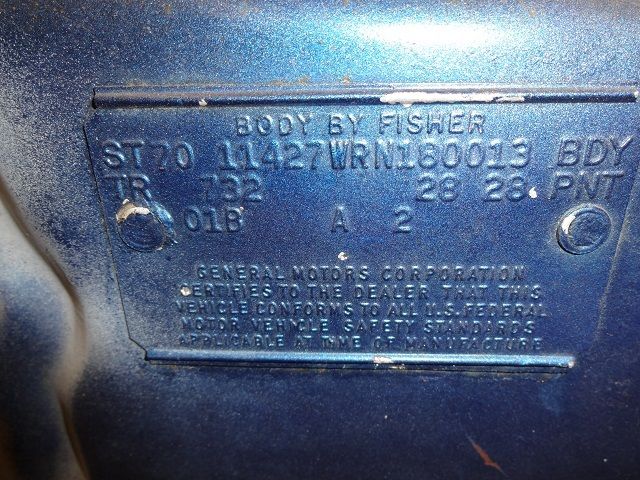 BODY BY FISHER
ST70 11427WRN180013 BDY
TR 732 28 28 PNT
01B A 2
GENERAL MOTORS CORPORATION
CERTIFIES TO THE DEALER THAT THIS
VEHICLE CONFORMS TO ALL U.S. FEDERAL
MOTOR VEHICLE SAFETY STANDARDS
APPLICABLE AT TIME OF MANUFACTURE